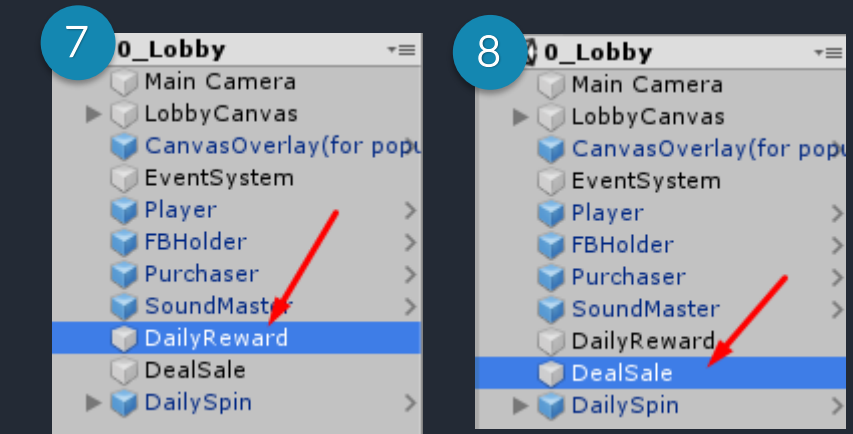 7
0_Lobby
Main Camera
LobbyCanvas
CanvasOverlay(for popu
EventSystem
Player
FBHolder
Purchaser
SoundMaster
DailyReward
DealSale
DailySpin
8
0_Lobby
Main Camera
LobbyCanvas
CanvasOverlay(for popu
EventSystem
Player
FBHolder
Purchaser
SoundMaster
DailyReward
DealSale
DailySpin